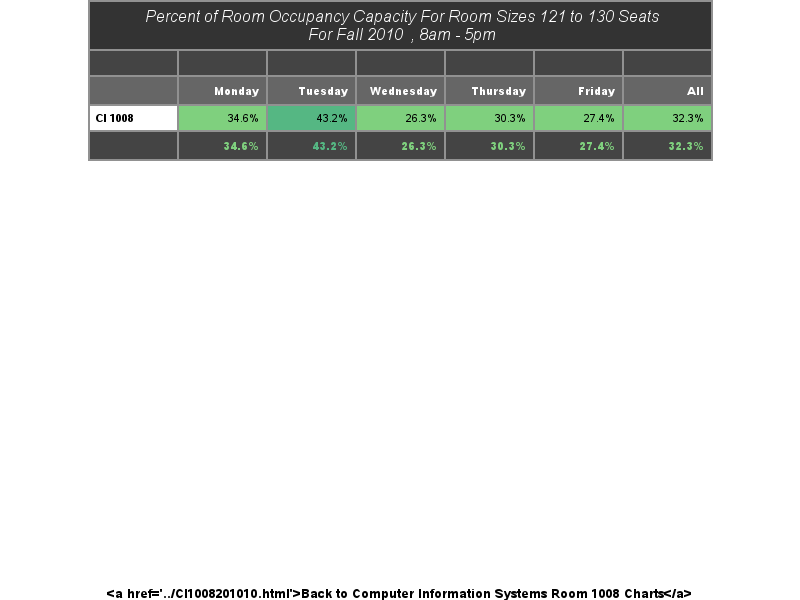 Percent of Room Occupancy Capacity For Room Sizes 121 to 130 Seats
For Fall 2010 , 8am - 5pm
Monday Tuesday Wednesday Thursday Friday All
CI 1008 34.6% 43.2% 26.3% 30.3% 27.4% 32.3%
34.6% 43.2% 26.3% 30.3% 27.4% 32.3%
<a href='../CI1008201010.html'>Back to Computer Information Systems Room 1008 Charts</a>